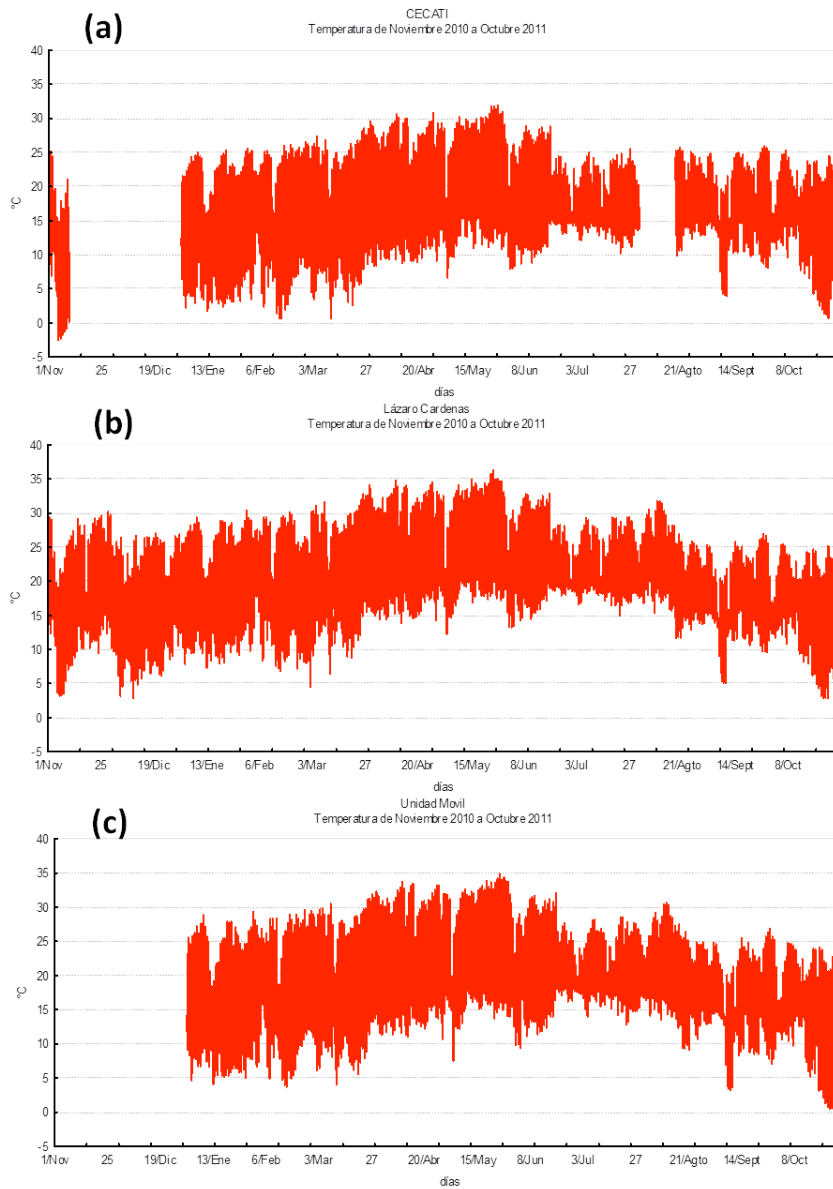 (a)
CECATI
Temperatura de Noviembre 2010 a Octubre 2011
40
35
30
25
20
15
10
5
0
-5
°C
1/Nov 25 19/Dic 13/Ene 6/Feb 3/Mar 27 20/Abr 15/May 8/Jun 3/Jul 27 21/Agto 14/Sept 8/Oct
días
(b)
Lázaro Cardenas
Temperatura de Noviembre 2010 a Octubre 2011
40
35
30
25
20
15
10
5
0
-5
°C
1/Nov 25 19/Dic 13/Ene 6/Feb 3/Mar 27 20/Abr 15/May 8/Jun 3/Jul 27 21/Agto 14/Sept 8/Oct
días
(c)
Unidad Movil
Temperatura de Noviembre 2010 a Octubre 2011
40
35
30
25
20
15
10
5
0
-5
°C
1/Nov 25 19/Dic 13/Ene 6/Feb 3/Mar 27 20/Abr 15/May 8/Jun 3/Jul 27 21/Agto 14/Sept 8/Oct
días